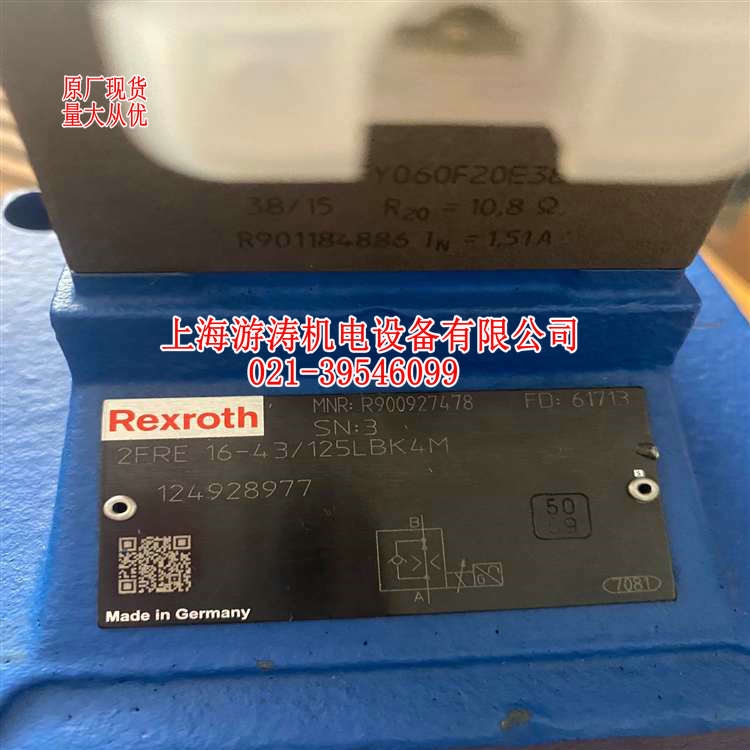 原厂现货
量大从优
Y060F20E38
38/15 R20 = 10,8 Ω
R901184886 IN = 1,51A
上海游涛机电设备有限公司
021-39546099
Rexroth
MNR: R900927478 FD: 61713
SN:3
2FRE 16-43/125LBK4M
124928977
50
69
B
A
7081
Made in Germany